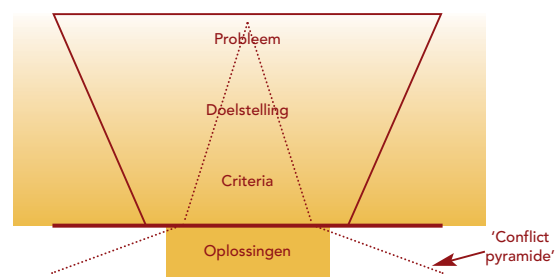 Probleem
Doelstelling
Criteria
Oplossingen
'Conflict
pyramide'